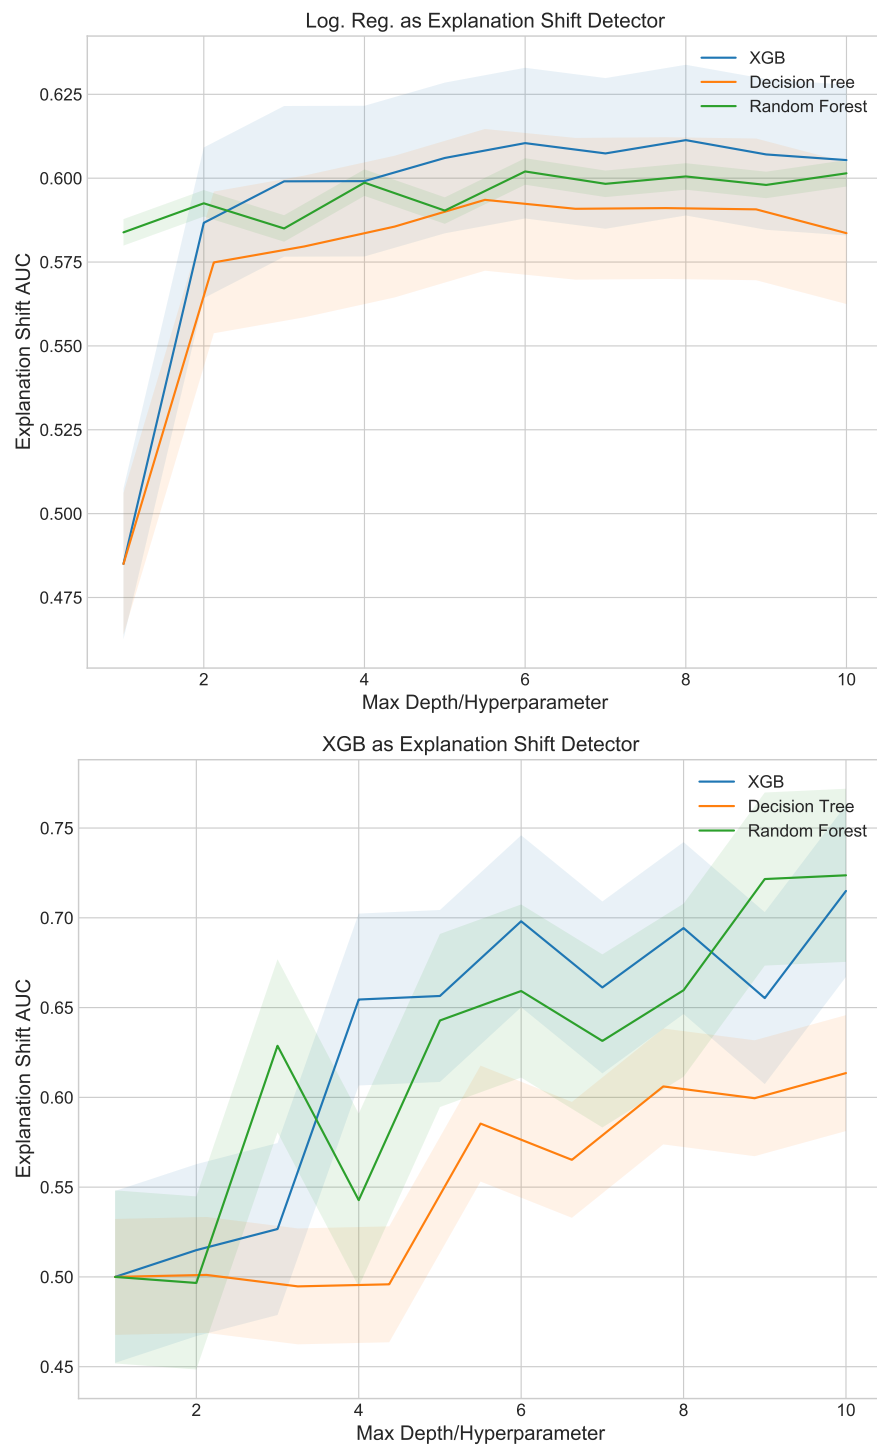 Log. Reg. as Explanation Shift Detector
XGB
Decision Tree
Random Forest
0.625
0.600
0.575
0.550
0.525
0.500
0.475
Explanation Shift AUC
2
4
6
8
10
Max Depth/Hyperparameter
XGB as Explanation Shift Detector
XGB
Decision Tree
Random Forest
0.75
0.70
0.65
0.60
0.55
0.50
0.45
Explanation Shift AUC
2
4
6
8
10
Max Depth/Hyperparameter